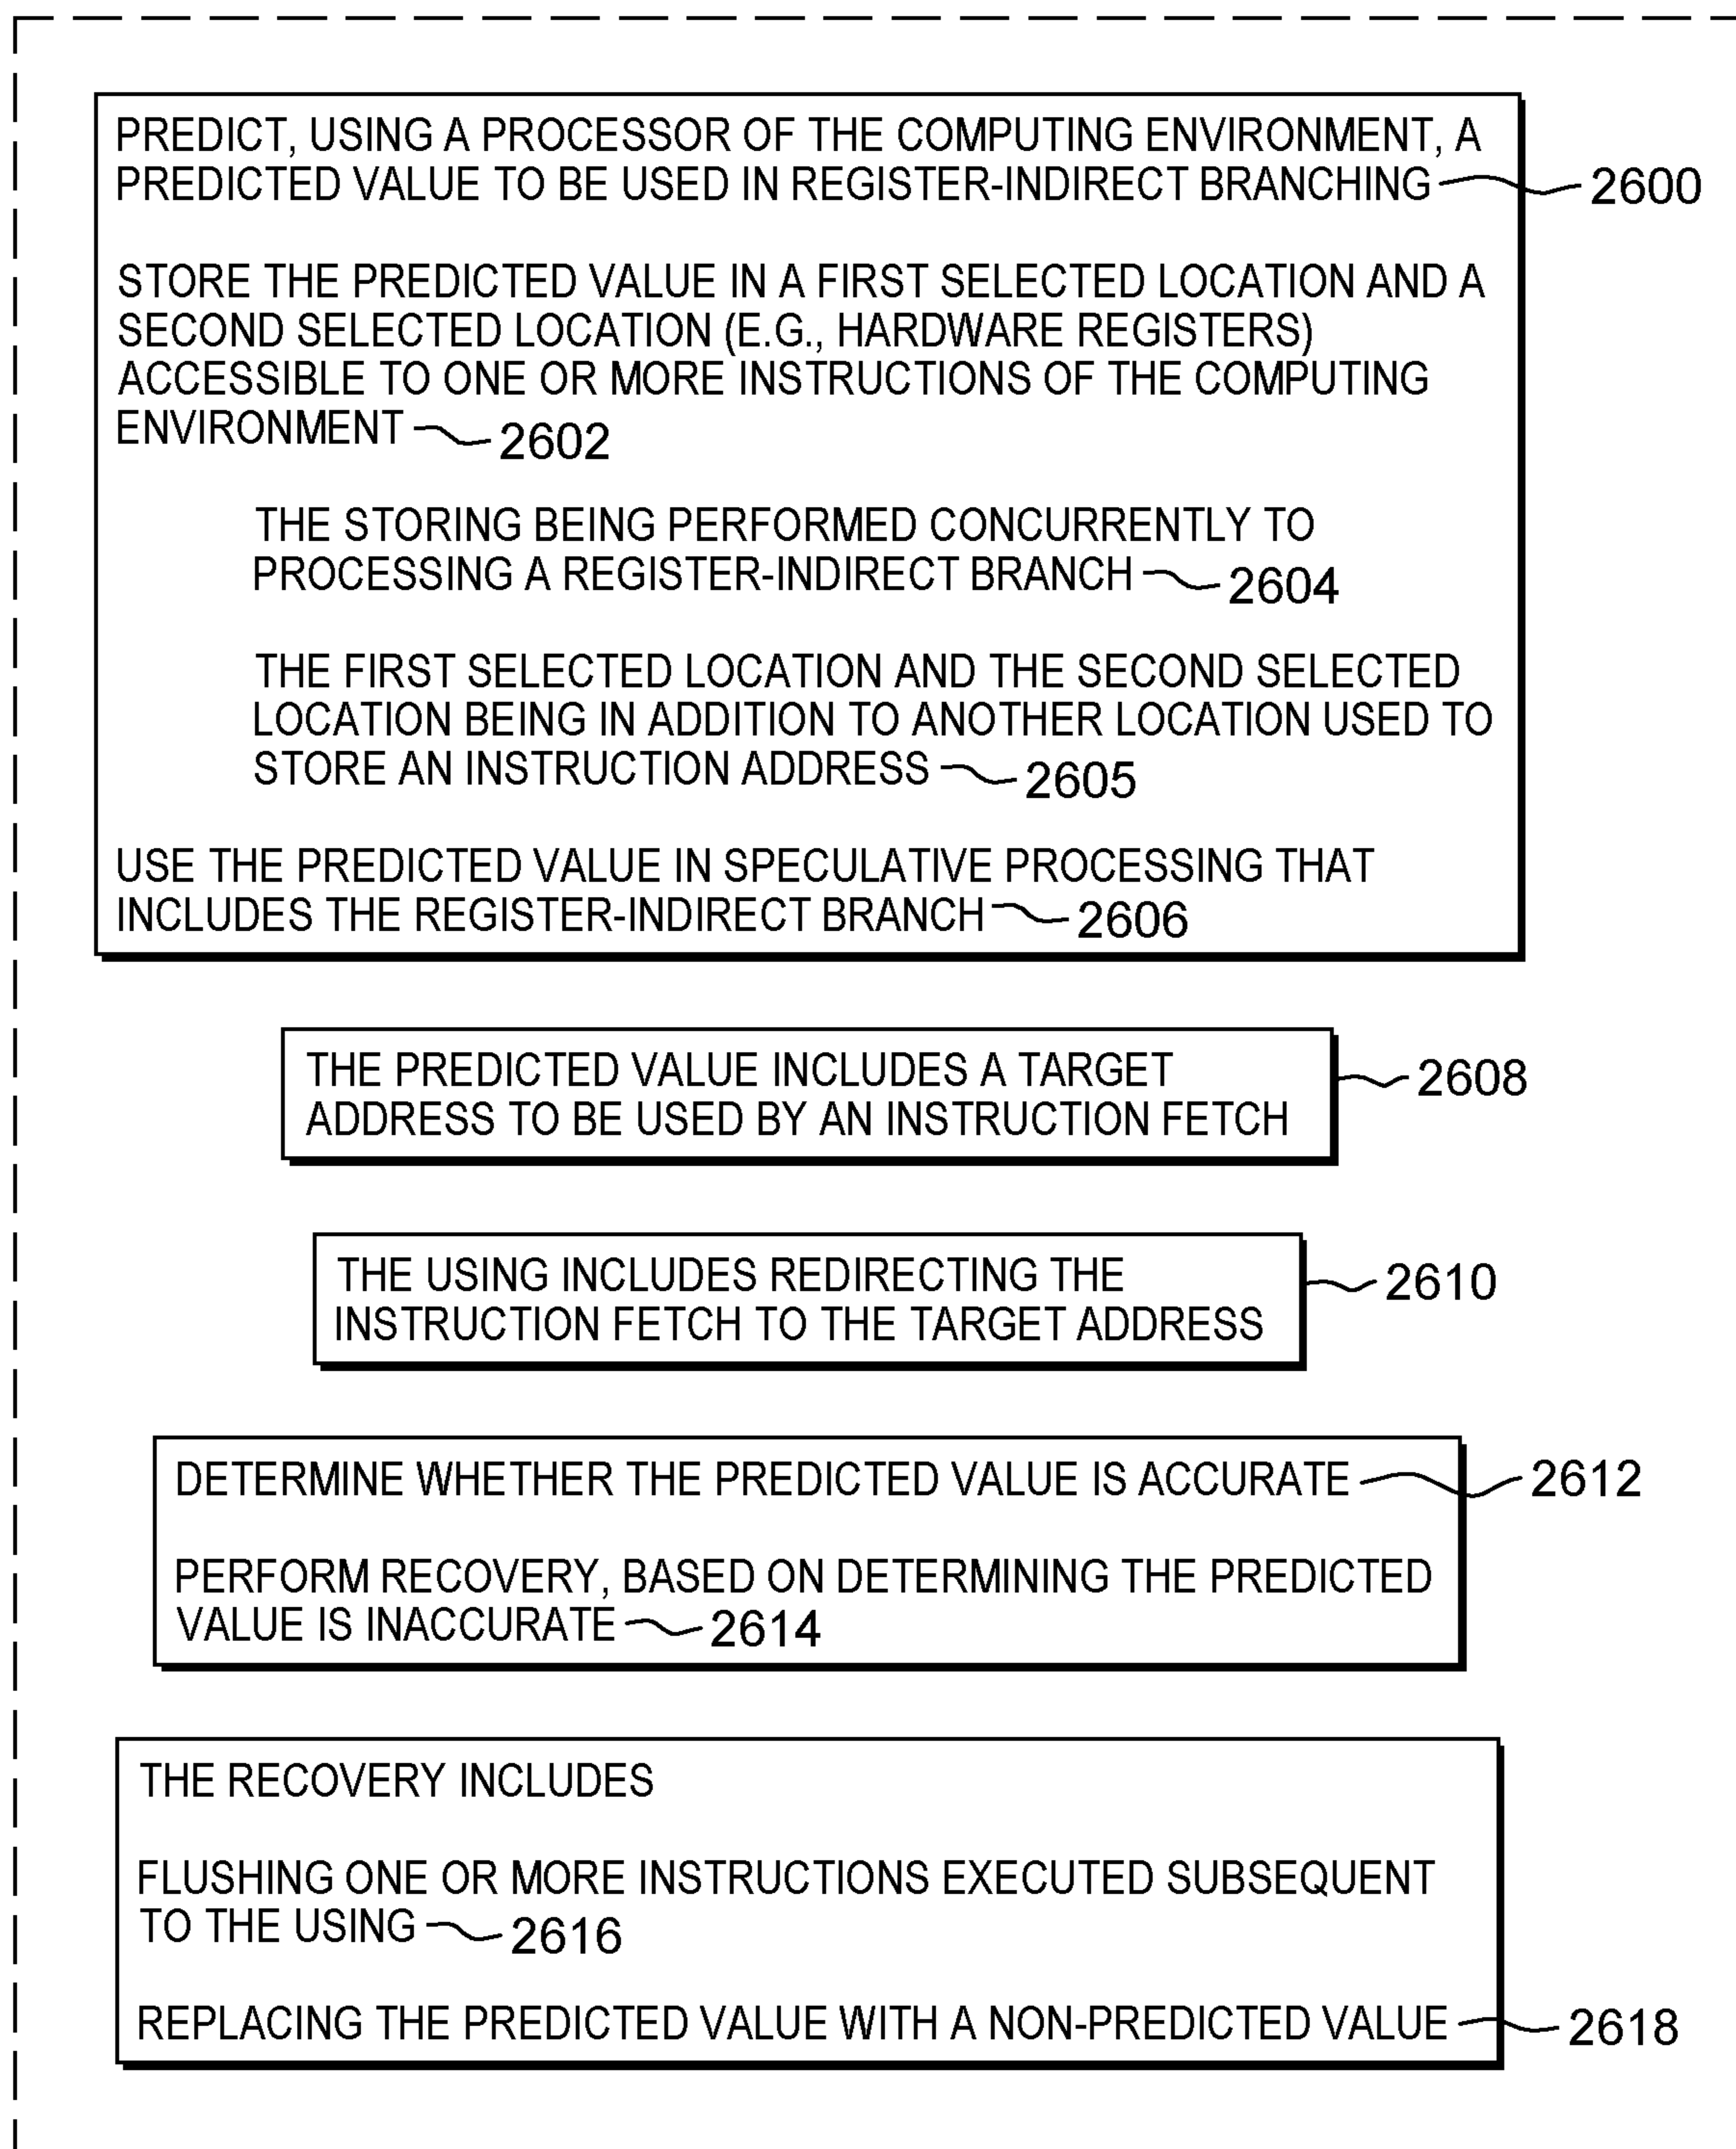 PREDICT, USING A PROCESSOR OF THE COMPUTING ENVIRONMENT, A
PREDICTED VALUE TO BE USED IN REGISTER-INDIRECT BRANCHING 2600
STORE THE PREDICTED VALUE IN A FIRST SELECTED LOCATION AND A
SECOND SELECTED LOCATION (E.G., HARDWARE REGISTERS)
ACCESSIBLE TO ONE OR MORE INSTRUCTIONS OF THE COMPUTING
ENVIRONMENT 2602
THE STORING BEING PERFORMED CONCURRENTLY TO
PROCESSING A REGISTER-INDIRECT BRANCH 2604
THE FIRST SELECTED LOCATION AND THE SECOND SELECTED
LOCATION BEING IN ADDITION TO ANOTHER LOCATION USED TO
STORE AN INSTRUCTION ADDRESS 2605
USE THE PREDICTED VALUE IN SPECULATIVE PROCESSING THAT
INCLUDES THE REGISTER-INDIRECT BRANCH 2606
THE PREDICTED VALUE INCLUDES A TARGET 2608
ADDRESS TO BE USED BY AN INSTRUCTION FETCH
THE USING INCLUDES REDIRECTING THE 2610
INSTRUCTION FETCH TO THE TARGET ADDRESS
DETERMINE WHETHER THE PREDICTED VALUE IS ACCURATE 2612
PERFORM RECOVERY, BASED ON DETERMINING THE PREDICTED
VALUE IS INACCURATE 2614
THE RECOVERY INCLUDES
FLUSHING ONE OR MORE INSTRUCTIONS EXECUTED SUBSEQUENT
TO THE USING 2616
REPLACING THE PREDICTED VALUE WITH A NON-PREDICTED VALUE 2618